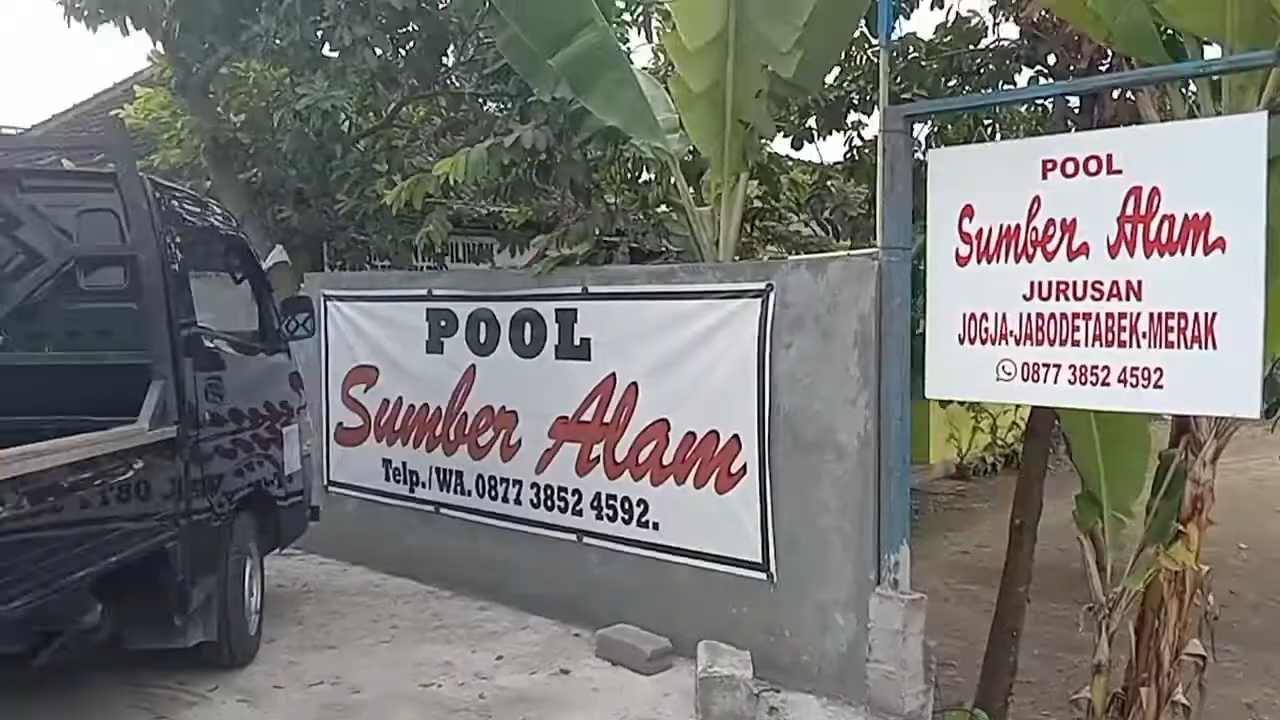 POOL
Sumber Alam
Telp./WA. 0877 3852 4592.
POOL
Sumber Alam
JURUSAN
JOGJA-JABODETABEK-MERAK
0877 3852 4592